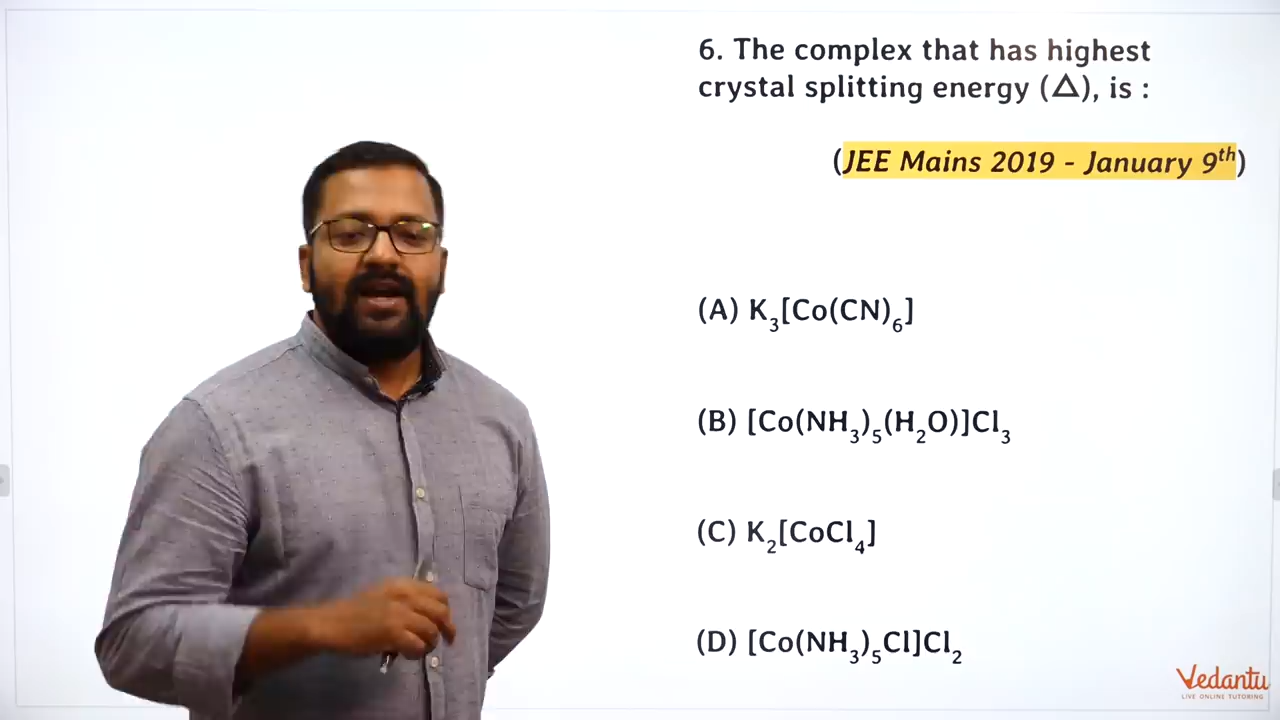 6. The complex that has highest
crystal splitting energy (△), is :
(JEE Mains 2019 - January 9ᵗʰ)
(A) K₃[Co(CN)₆]
(B) [Co(NH₃)₅(H₂O)]Cl₃
(C) K₂[CoCl₄]
(D) [Co(NH₃)₅Cl]Cl₂
Vedantu
LIVE ONLINE TUTORING